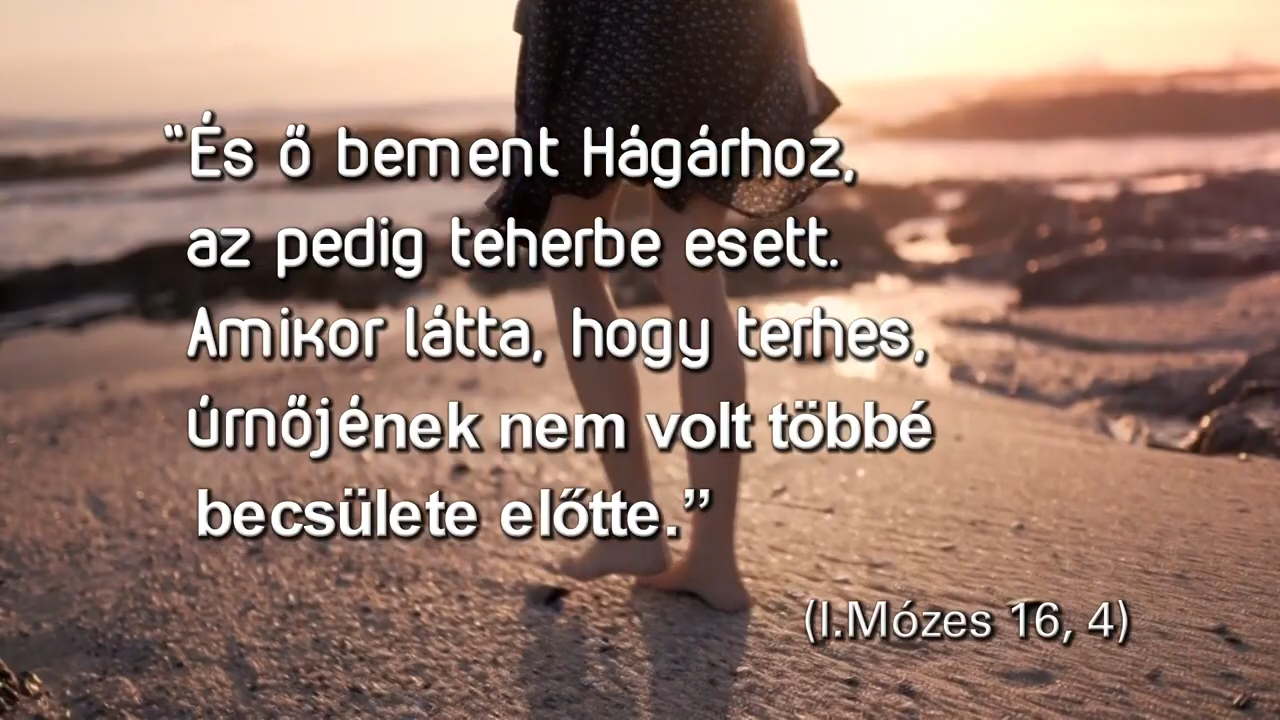 “És ő bement Hágárhoz,
az pedig teherbe esett.
Amikor látta, hogy terhes,
úrnőjének nem volt többé
becsülete előtte.”
(I.Mózes 16, 4)